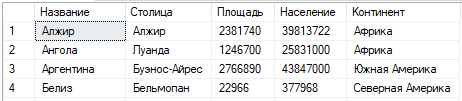 Название Столица Площадь Население Континент
1 Алжир Алжир 2381740 39813722 Африка
2 Ангола Луанда 1246700 25831000 Африка
3 Аргентина Буэнос-Айрес 2766890 43847000 Южная Америка
4 Белиз Бельмопан 22966 377968 Северная Америка